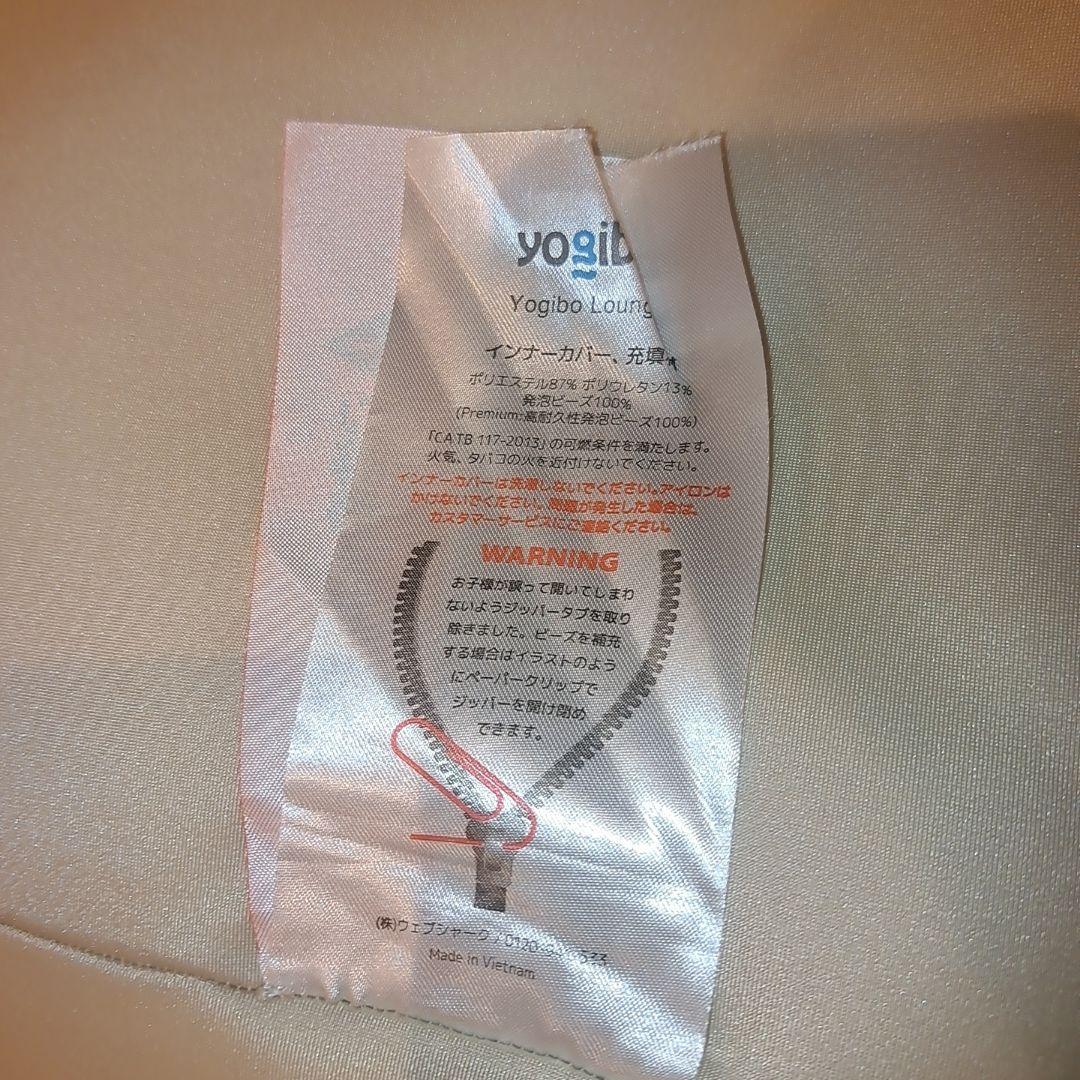 yogib
Yogibo Loung
インナーカバー、充填
ポリエステル87% ポリウレタン13%
発泡ビーズ100%
(Premium:高耐久性発泡ビーズ100%)
「CA TB 117-2013」の可燃条件を満たします。
火気、タバコの火を近付けないでください。
インナーカバーは洗濯しないでください。アイロンは
かけないでください。問題が発生した場合は、
カスタマーサービスにご連絡ください。
WARNING
お子様が誤って開いてしまわ
ないようジッパータブを取り
除きました。ビーズを補充
する場合はイラストのよう
にペーパークリップで
ジッパーを開け閉め
できます。
(株)ウェブシャーク / 0120-
Made in Vietnam